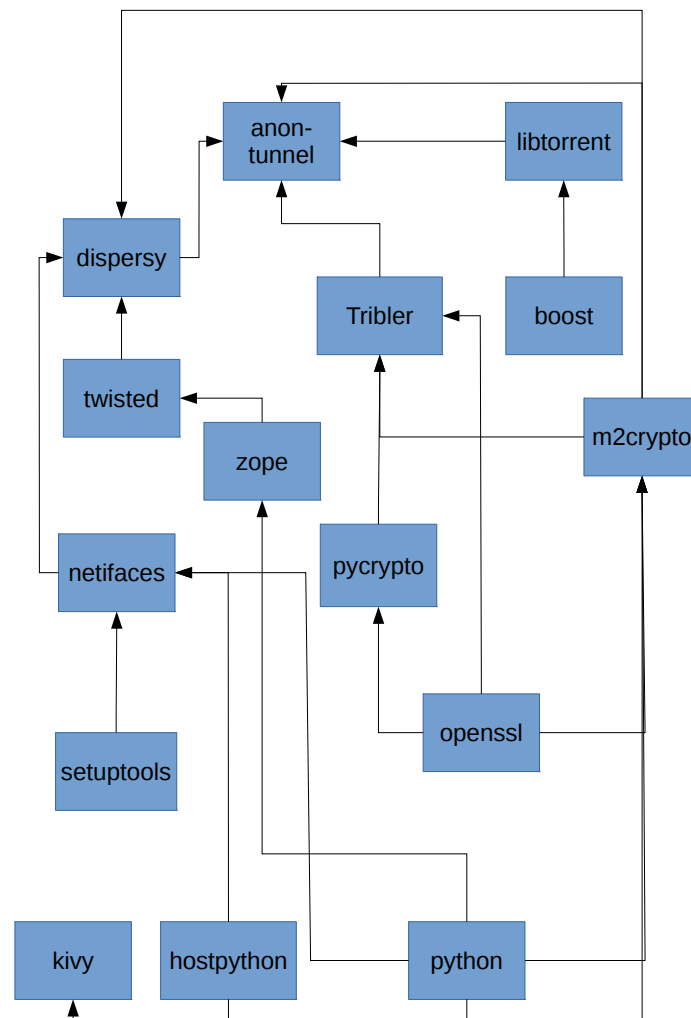 anon-
tunnel
libtorrent
dispersy
Tribler
boost
twisted
m2crypto
zope
netifaces
pycrypto
openssl
setuptools
kivy
hostpython
python